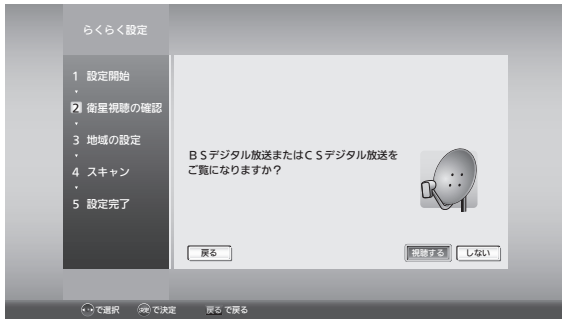 らくらく設定
1 設定開始
2 衛星視聴の確認
3 地域の設定
4 スキャン
5 設定完了
BSデジタル放送またはCSデジタル放送を
ご覧になりますか?
戻る 視聴する しない
で選択 決定 で決定 戻る で戻る